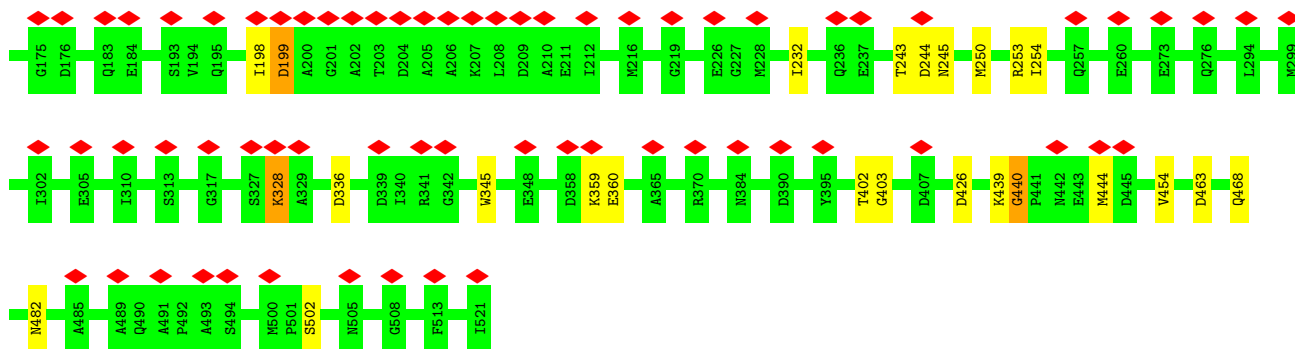 G175 D176 Q183 E184 S193 V194 Q195 I198 D199 A200 G201 A202 T203 D204 A205 A206 K207 L208 D209 A210 E211 I212 M216 G219 E226 G227 M228 I232 Q236 E237 T243 D244 N245 M250 R253 I254 Q257 E260 E273 Q276 L294 M299
I302 E305 I310 S313 G317 S327 K328 A329 D336 D339 I340 R341 G342 W345 E348 D358 K359 E360 A365 R370 N384 D390 Y395 T402 G403 D407 D426 K439 G440 P441 N442 E443 M444 D445 V454 D463 Q468
N482 A485 A489 Q490 A491 P492 A493 S494 M500 P501 S502 N505 G508 F513 I521